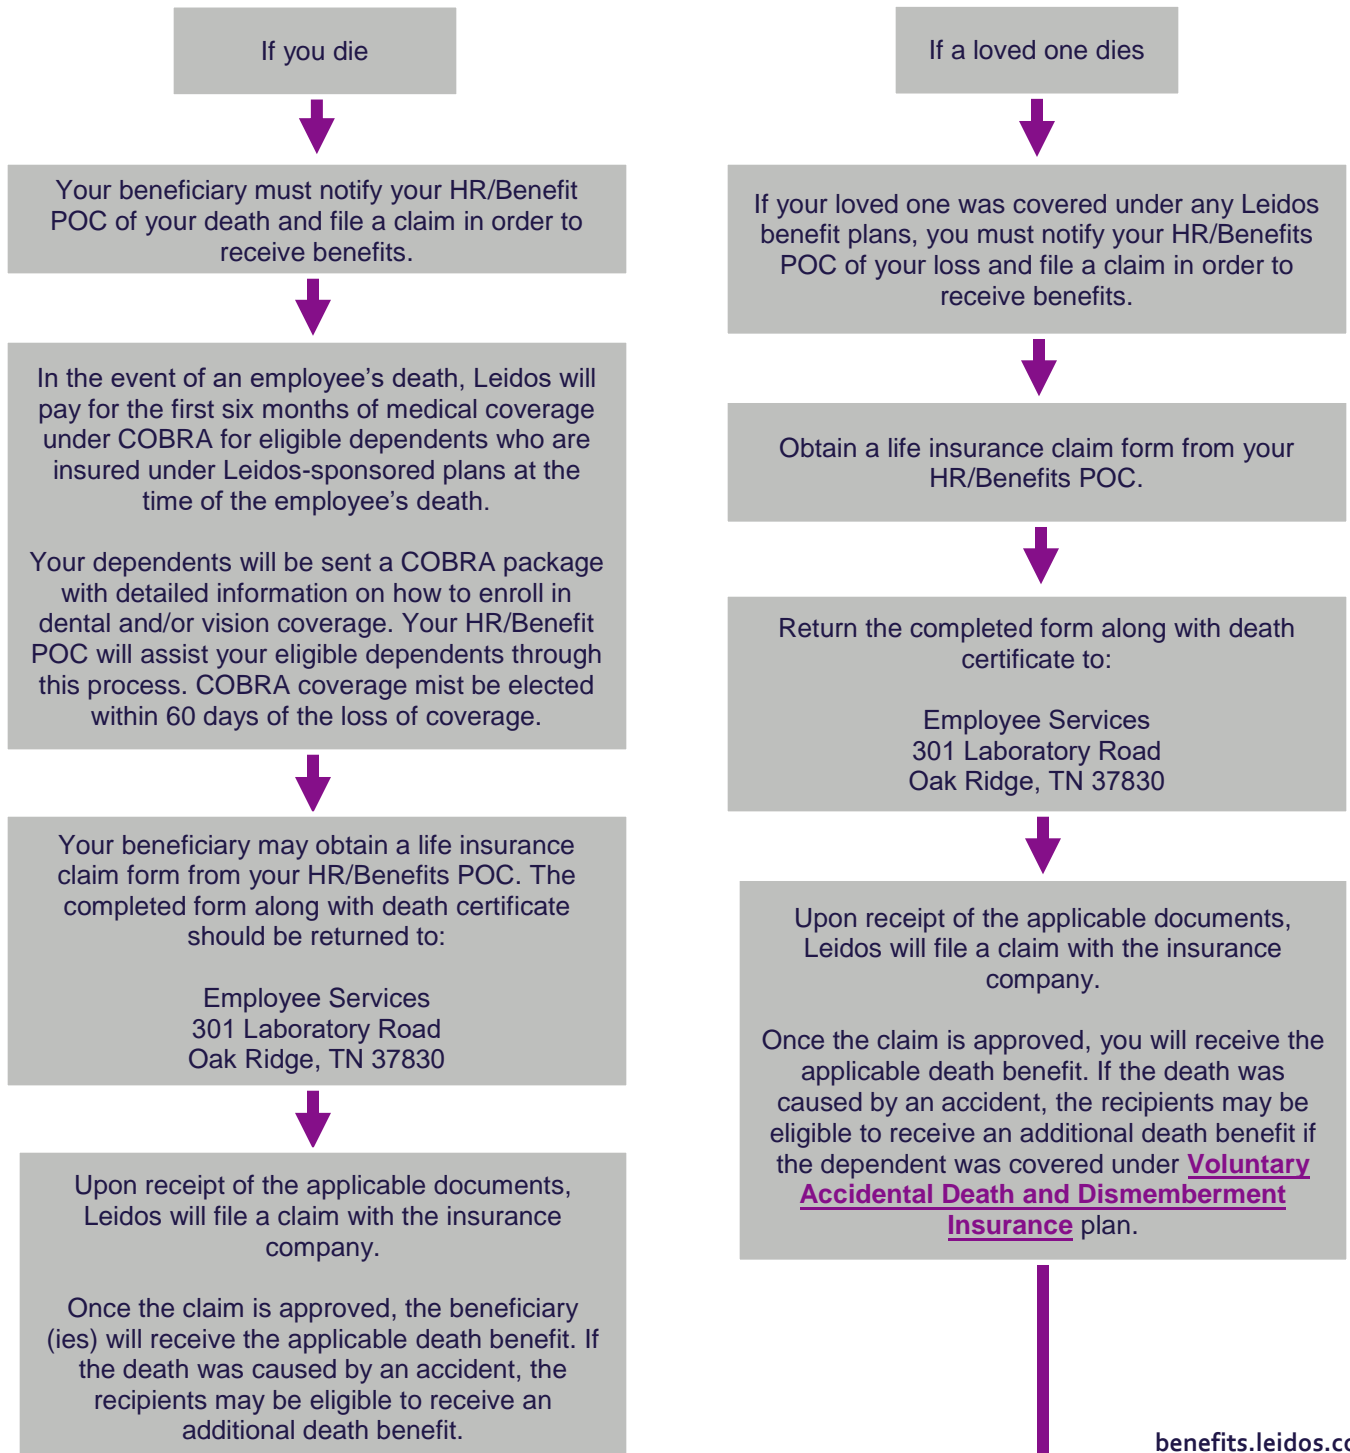 If you die
Your beneficiary must notify your HR/Benefit
POC of your death and file a claim in order to
receive benefits.
In the event of an employee’s death, Leidos will
pay for the first six months of medical coverage
under COBRA for eligible dependents who are
insured under Leidos-sponsored plans at the
time of the employee’s death.
Your dependents will be sent a COBRA package
with detailed information on how to enroll in
dental and/or vision coverage. Your HR/Benefit
POC will assist your eligible dependents through
this process. COBRA coverage mist be elected
within 60 days of the loss of coverage.
Your beneficiary may obtain a life insurance
claim form from your HR/Benefits POC. The
completed form along with death certificate
should be returned to:
Employee Services
301 Laboratory Road
Oak Ridge, TN 37830
Upon receipt of the applicable documents,
Leidos will file a claim with the insurance
company.
Once the claim is approved, the beneficiary
(ies) will receive the applicable death benefit. If
the death was caused by an accident, the
recipients may be eligible to receive an
additional death benefit.
If a loved one dies
If your loved one was covered under any Leidos
benefit plans, you must notify your HR/Benefits
POC of your loss and file a claim in order to
receive benefits.
Obtain a life insurance claim form from your
HR/Benefits POC.
Return the completed form along with death
certificate to:
Employee Services
301 Laboratory Road
Oak Ridge, TN 37830
Upon receipt of the applicable documents,
Leidos will file a claim with the insurance
company.
Once the claim is approved, you will receive the
applicable death benefit. If the death was
caused by an accident, the recipients may be
eligible to receive an additional death benefit if
the dependent was covered under Voluntary
Accidental Death and Dismemberment
Insurance plan.
benefits.leidos.co